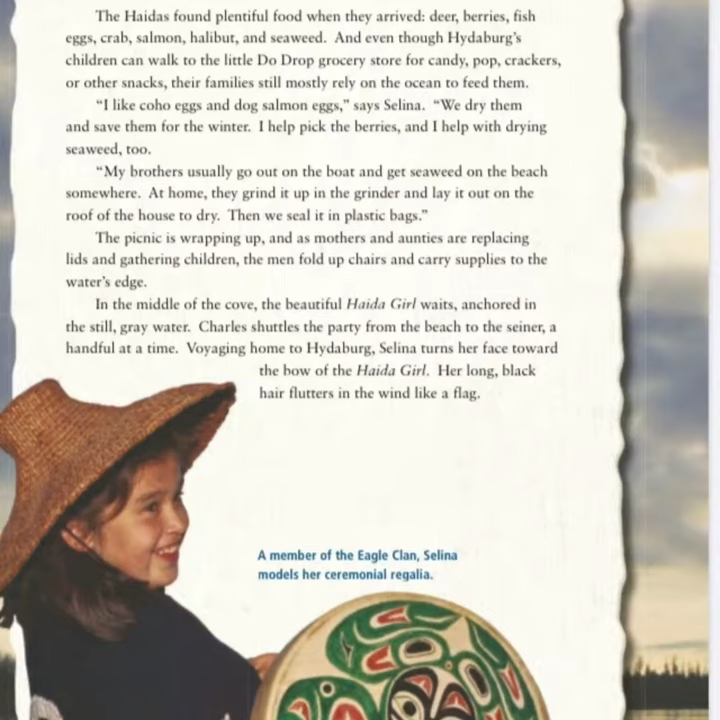 The Haidas found plentiful food when they arrived: deer, berries, fish
eggs, crab, salmon, halibut, and seaweed. And even though Hydaburg's
children can walk to the little Do Drop grocery store for candy, pop, crackers,
or other snacks, their families still mostly rely on the ocean to feed them.
"I like coho eggs and dog salmon eggs," says Selina. "We dry them
and save them for the winter. I help pick the berries, and I help with drying
seaweed, too.
"My brothers usually go out on the boat and get seaweed on the beach
somewhere. At home, they grind it up in the grinder and lay it out on the
roof of the house to dry. Then we seal it in plastic bags."
The picnic is wrapping up, and as mothers and aunties are replacing
lids and gathering children, the men fold up chairs and carry supplies to the
water's edge.
In the middle of the cove, the beautiful Haida Girl waits, anchored in
the still, gray water. Charles shuttles the party from the beach to the seiner, a
handful at a time. Voyaging home to Hydaburg, Selina turns her face toward
the bow of the Haida Girl. Her long, black
hair flutters in the wind like a flag.
A member of the Eagle Clan, Selina
models her ceremonial regalia.